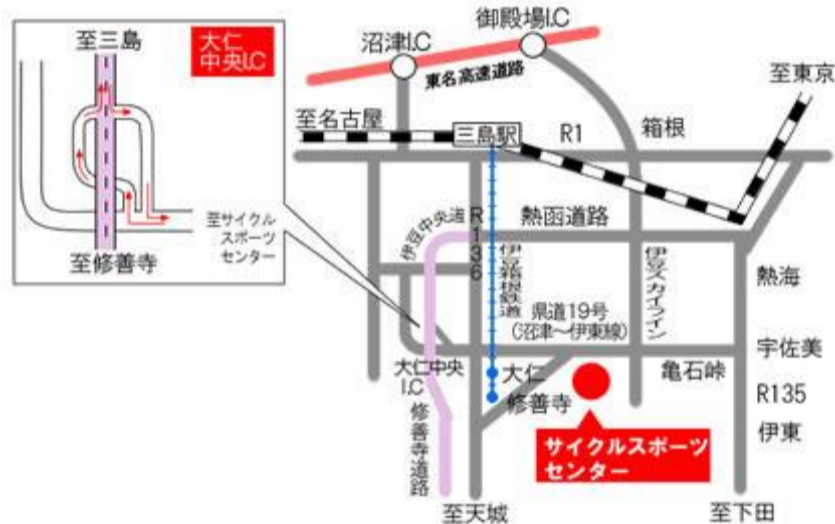 至三島
大仁
中央I.C
至サイクル
スポーツ
センター
至修善寺
御殿場I.C
沼津I.C
東名高速道路
至東京
至名古屋
三島駅
R1
箱根
伊豆中央道
R136
熱函道路
伊豆箱根鉄道
伊豆スカイライン
熱海
県道19号
(沼津〜伊東線)
宇佐美
大仁中央
I.C
大仁
亀石峠
修善寺
R135
修善寺道路
サイクルスポーツ
センター
伊東
至天城
至下田